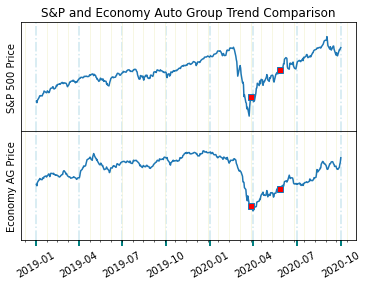 S&P and Economy Auto Group Trend Comparison
S&P 500 Price
Economy AG Price
2019-01
2019-04
2019-07
2019-10
2020-01
2020-04
2020-07
2020-10